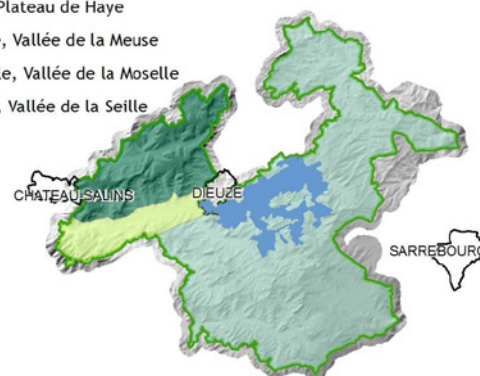 Plateau de Haye
, Vallée de la Meuse
le, Vallée de la Moselle
, Vallée de la Seille
CHATEAU-SALINS
DIEUZE
SARREBOURG